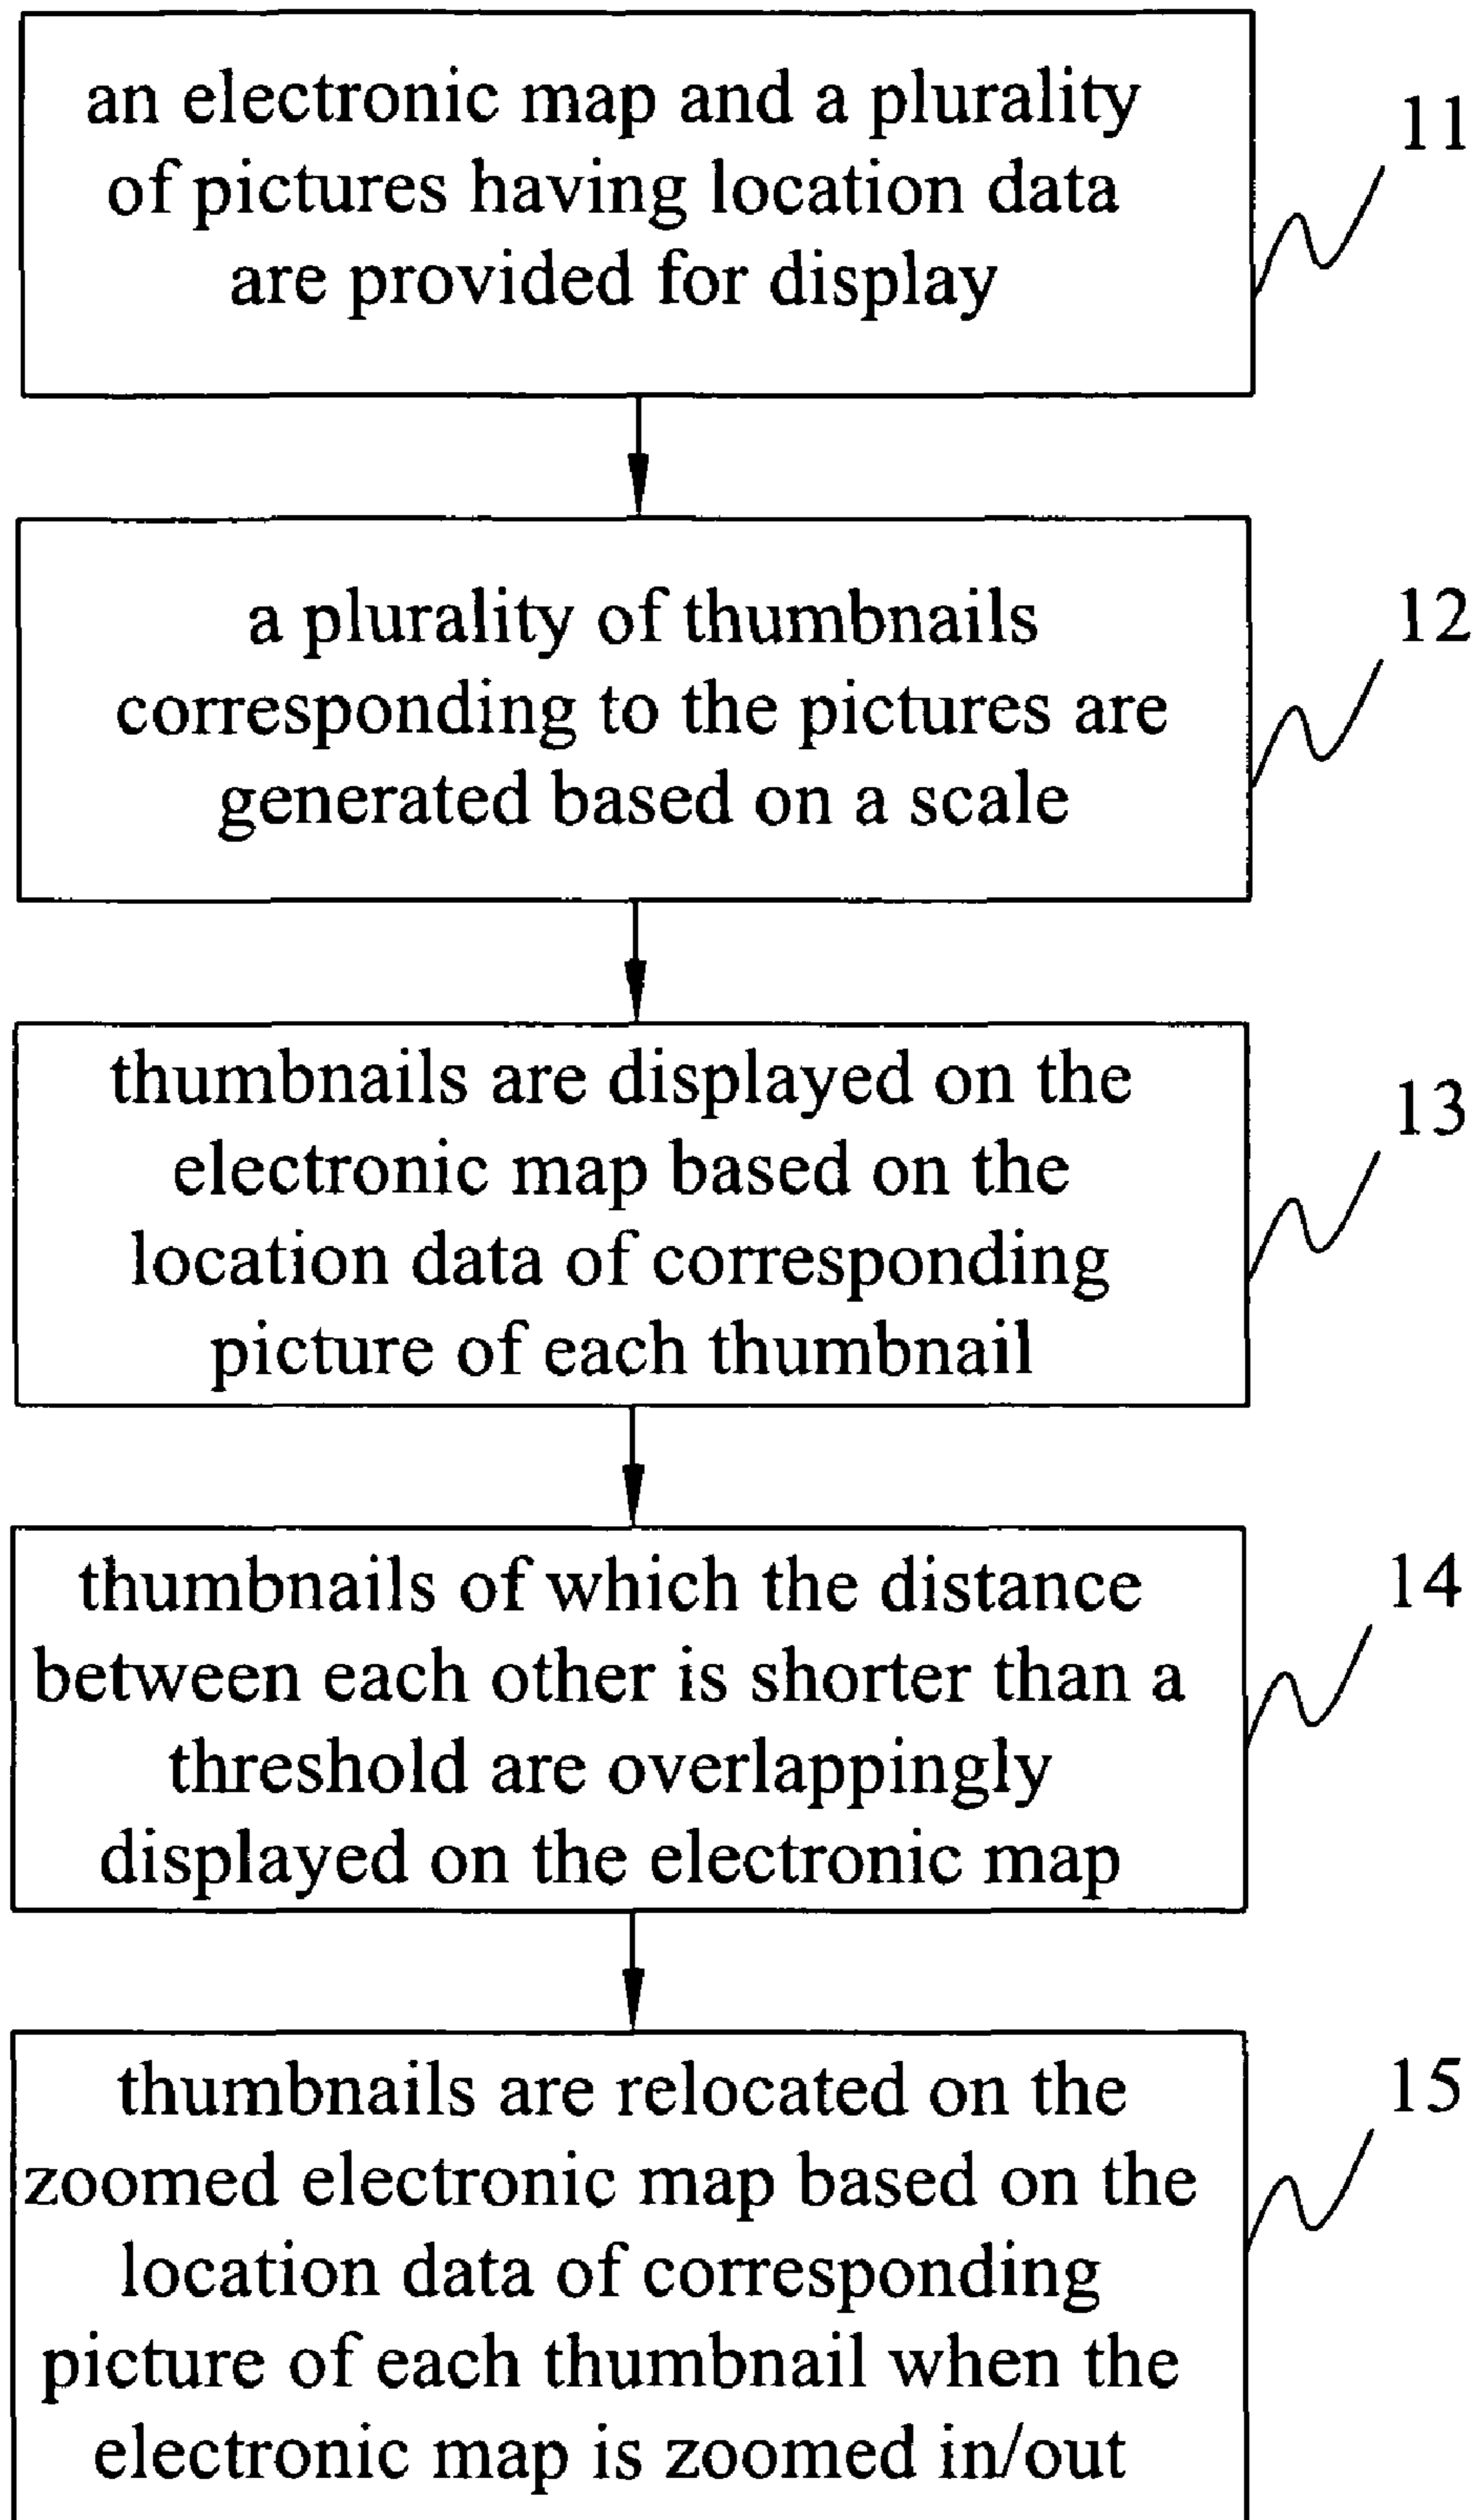 an electronic map and a plurality
of pictures having location data
are provided for display
11
a plurality of thumbnails
corresponding to the pictures are
generated based on a scale
12
thumbnails are displayed on the
electronic map based on the
location data of corresponding
picture of each thumbnail
13
thumbnails of which the distance
between each other is shorter than a
threshold are overlappingly
displayed on the electronic map
14
thumbnails are relocated on the
zoomed electronic map based on the
location data of corresponding
picture of each thumbnail when the
electronic map is zoomed in/out
15